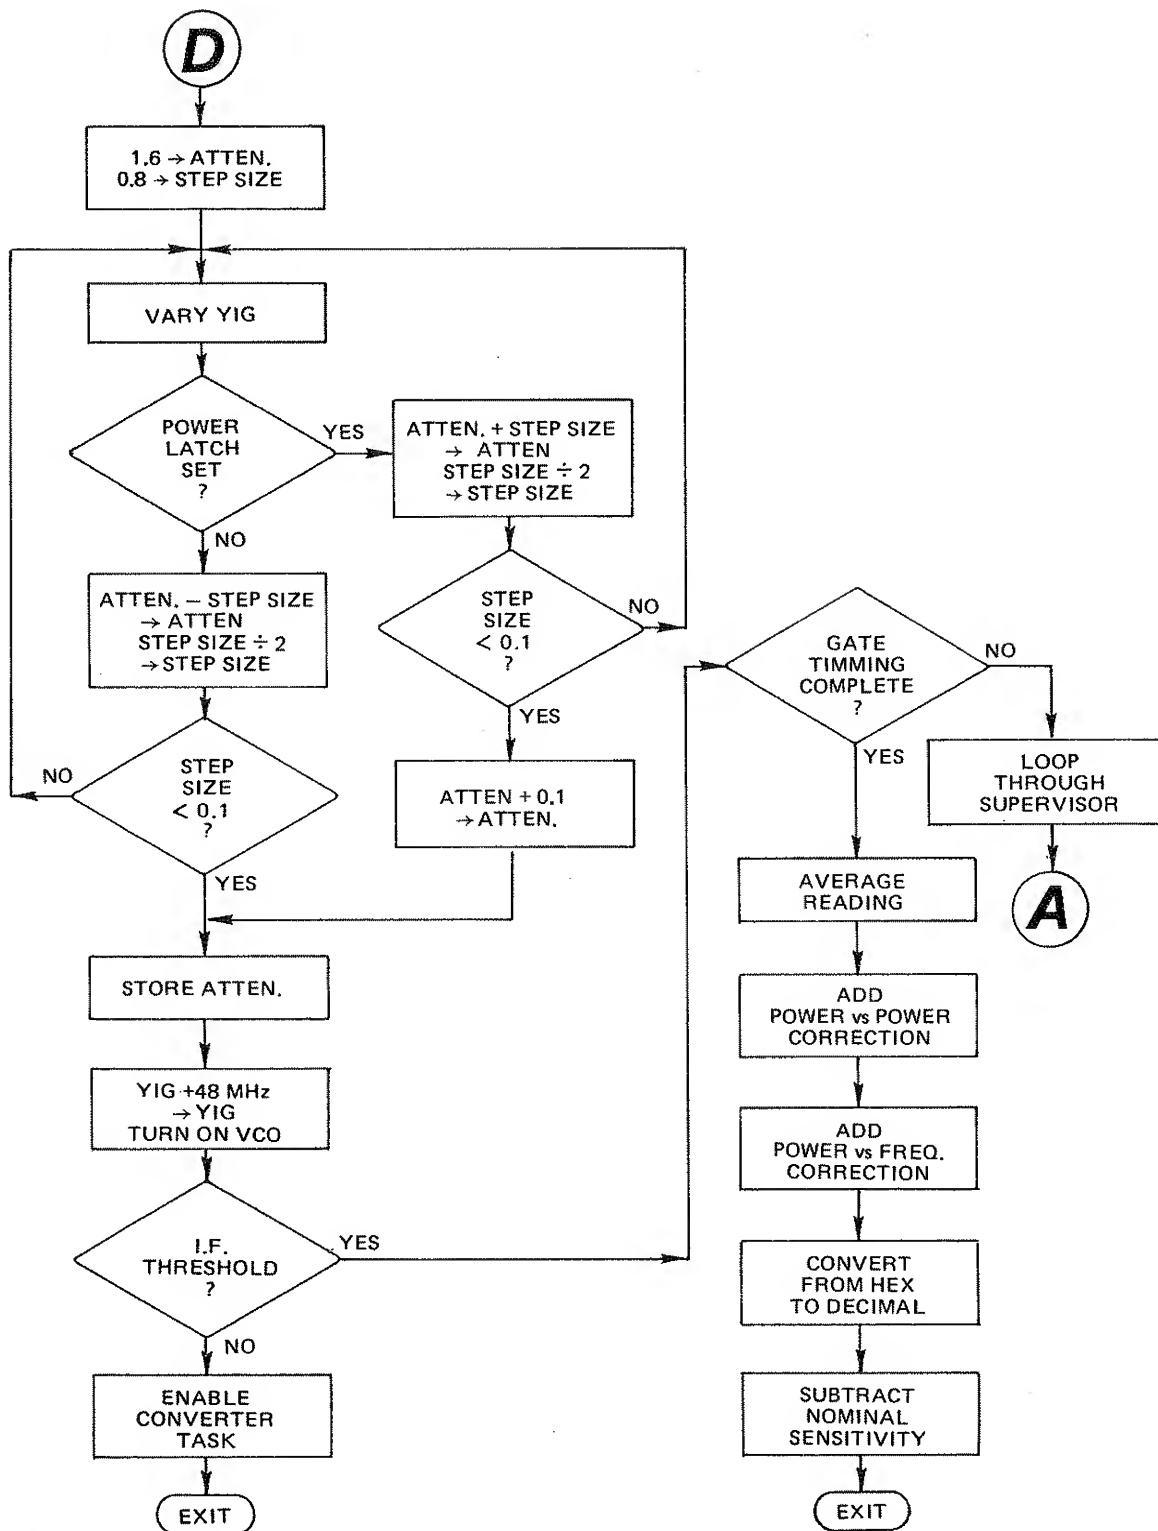 D
1.6 → ATTEN.
0.8 → STEP SIZE
VARY YIG
POWER
LATCH
SET
?
YES
NO
ATTEN. + STEP SIZE
→ ATTEN
STEP SIZE ÷ 2
→ STEP SIZE
ATTEN. − STEP SIZE
→ ATTEN
STEP SIZE ÷ 2
→ STEP SIZE
STEP
SIZE
< 0.1
?
NO
YES
STEP
SIZE
< 0.1
?
NO
YES
ATTEN + 0.1
→ ATTEN.
STORE ATTEN.
YIG +48 MHz
→ YIG
TURN ON VCO
I.F.
THRESHOLD
?
YES
NO
ENABLE
CONVERTER
TASK
EXIT
GATE
TIMMING
COMPLETE
?
NO
YES
LOOP
THROUGH
SUPERVISOR
A
AVERAGE
READING
ADD
POWER vs POWER
CORRECTION
ADD
POWER vs FREQ.
CORRECTION
CONVERT
FROM HEX
TO DECIMAL
SUBTRACT
NOMINAL
SENSITIVITY
EXIT